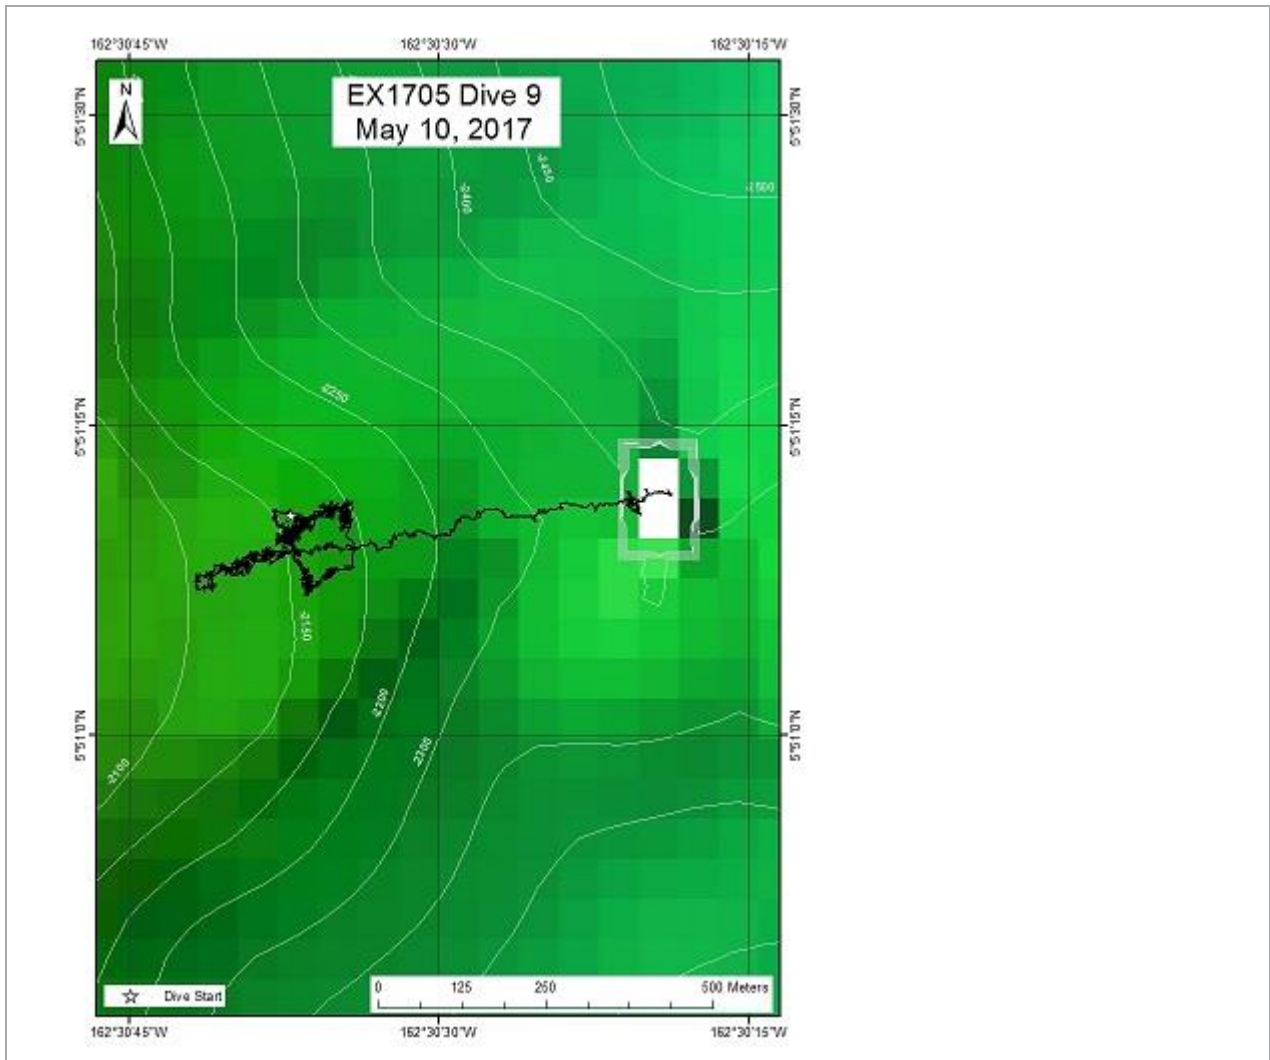 162°30'45"W 162°30'30"W 162°30'15"W
N
EX1705 Dive 9
May 10, 2017
5°51'30"N 5°51'30"N
-2400 -2450 -2500
-2250
5°51'15"N 5°51'15"N
-2150
-2200
-2300
-2100
5°51'0"N 5°51'0"N
Dive Start
0 125 250 500 Meters
162°30'45"W 162°30'30"W 162°30'15"W